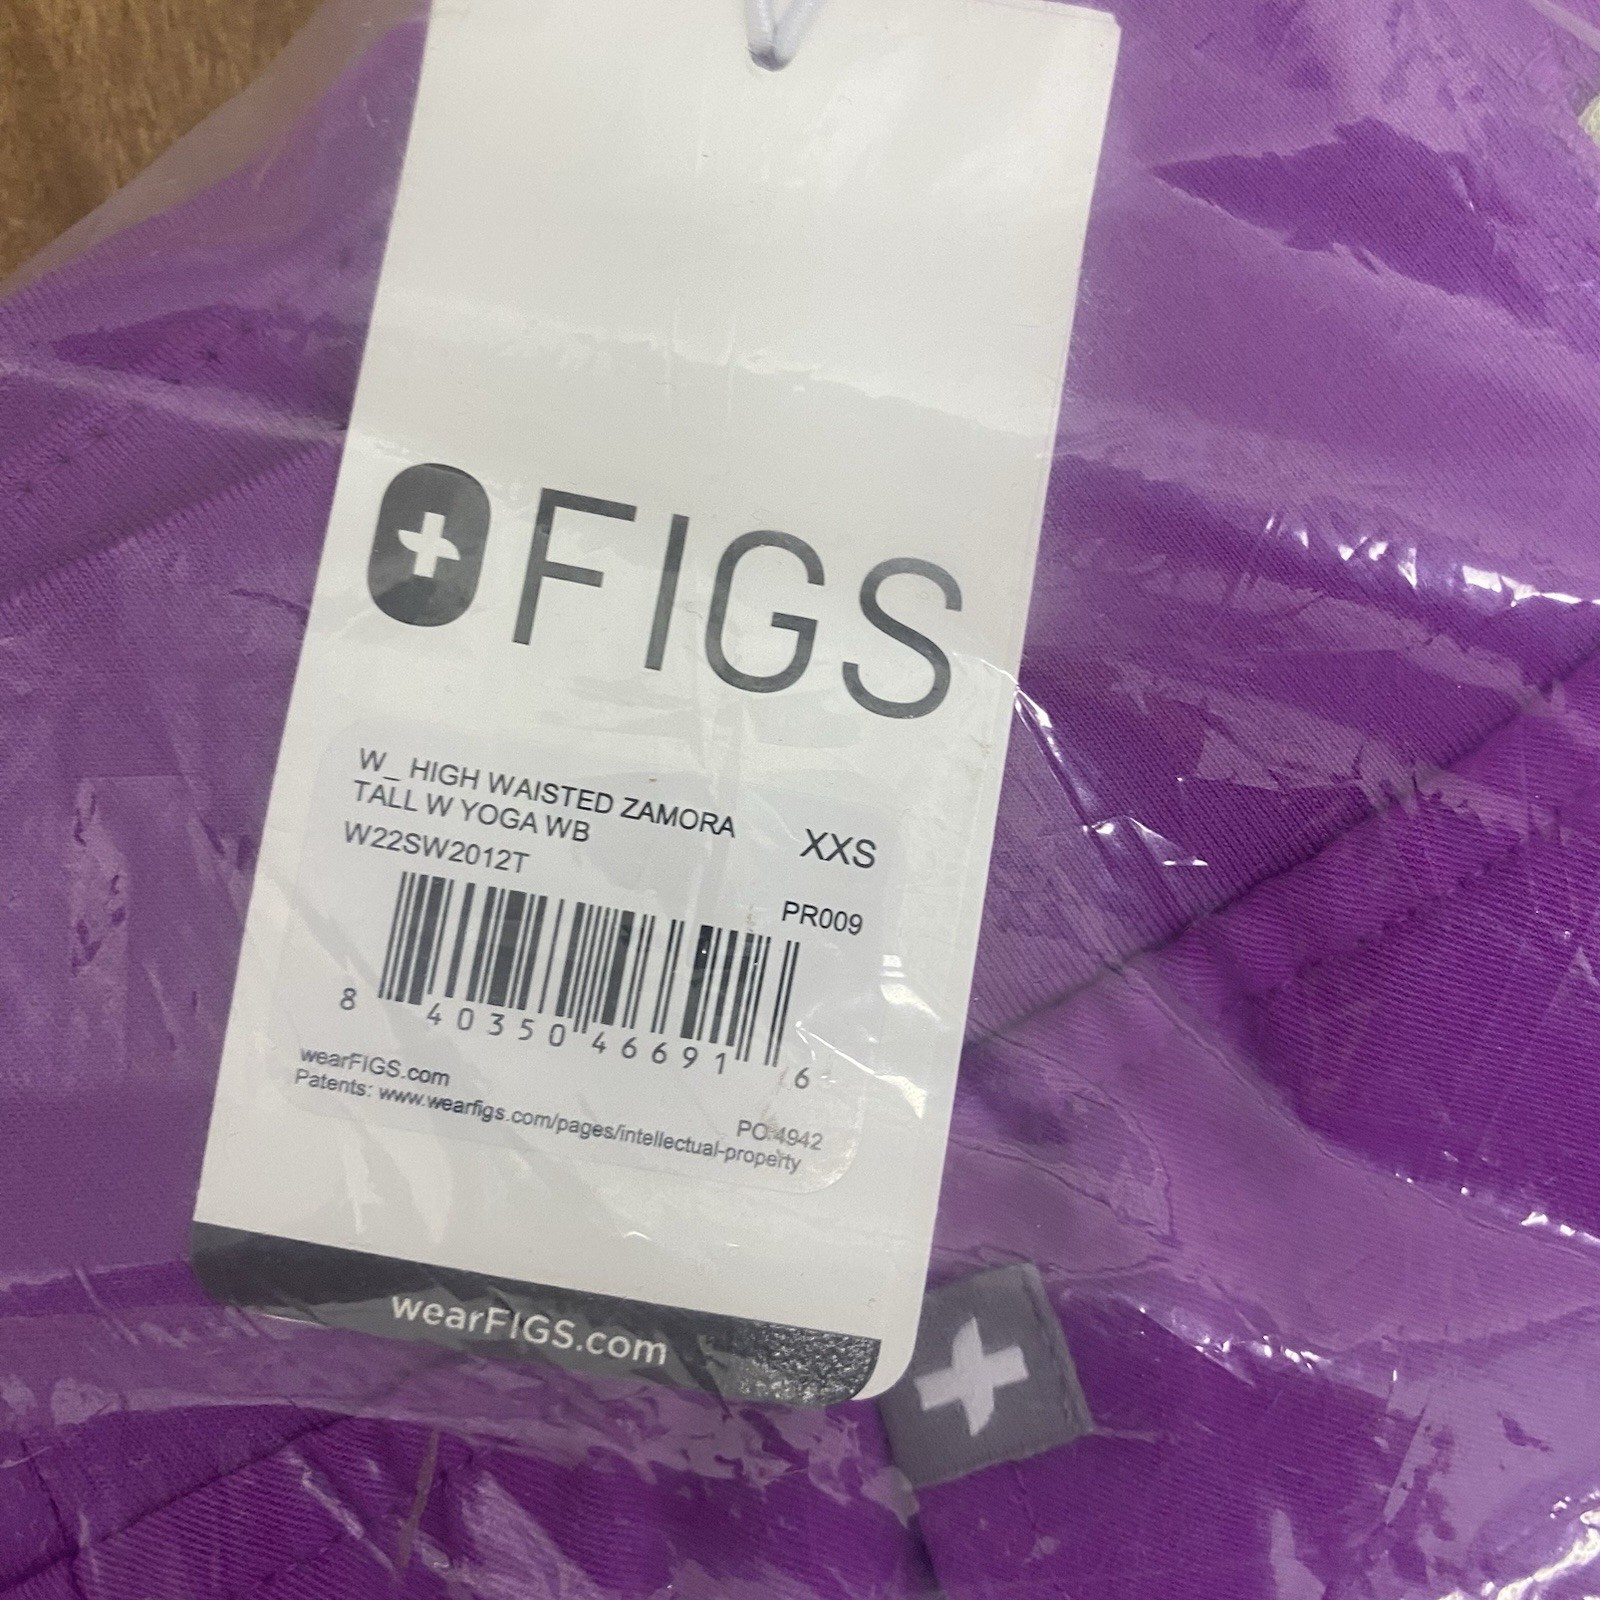 FIGS
W_ HIGH WAISTED ZAMORA
TALL W YOGA WB
XXS
W22SW2012T
PR009
8 40350 46691 6
wearFIGS.com
PO:4942
Patents: www.wearfigs.com/pages/intellectual-property
wearFIGS.com